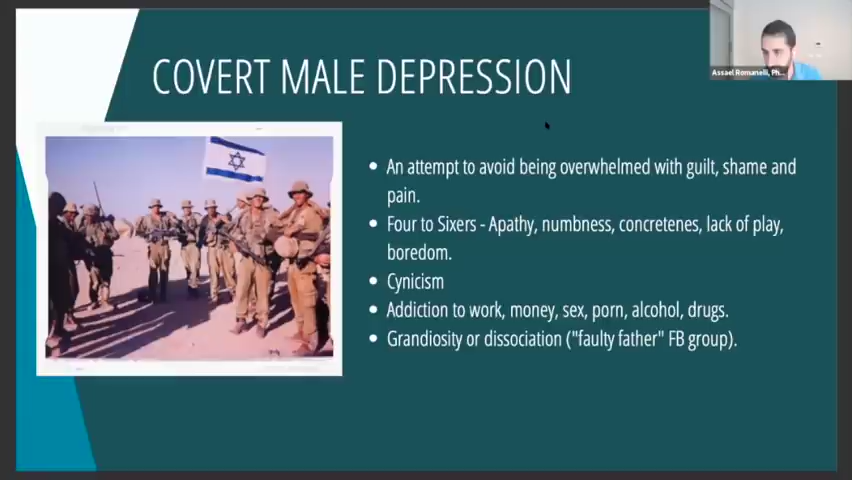 Assael Romanelli, Ph...
COVERT MALE DEPRESSION
An attempt to avoid being overwhelmed with guilt, shame and
pain.
Four to Sixers - Apathy, numbness, concretenes, lack of play,
boredom.
Cynicism
Addiction to work, money, sex, porn, alcohol, drugs.
Grandiosity or dissociation ("faulty father" FB group).